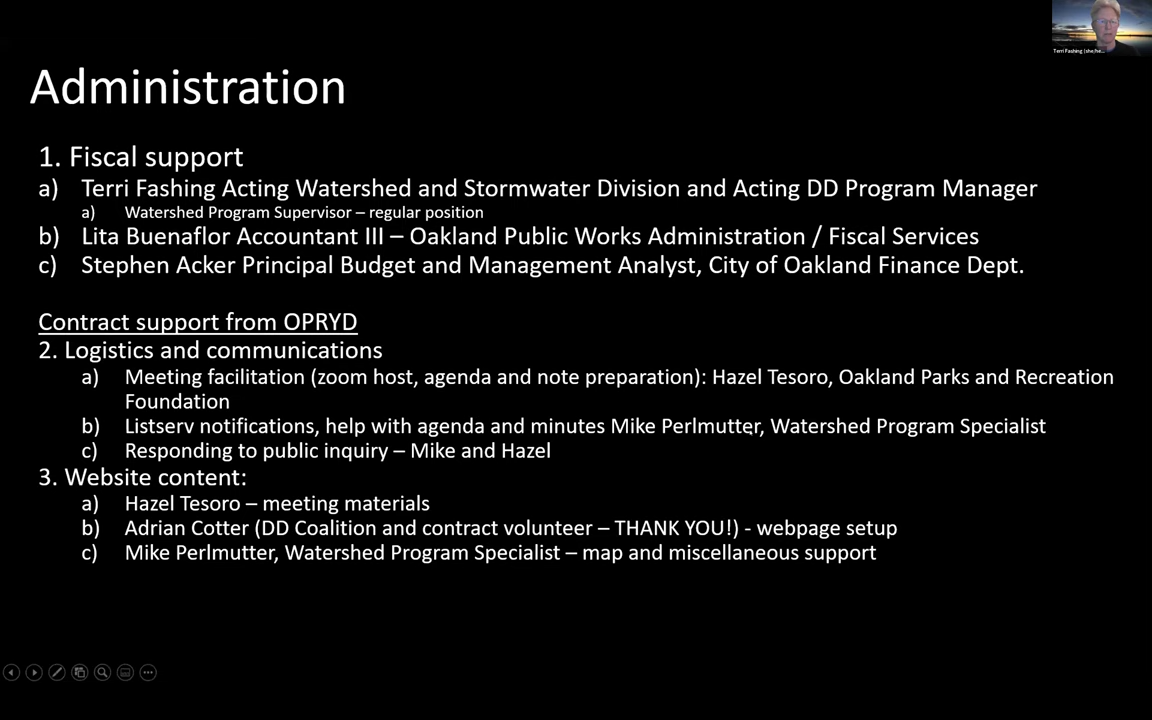 Terri Fashing (she/he...
Administration
1. Fiscal support
a) Terri Fashing Acting Watershed and Stormwater Division and Acting DD Program Manager
a) Watershed Program Supervisor – regular position
b) Lita Buenaflor Accountant III – Oakland Public Works Administration / Fiscal Services
c) Stephen Acker Principal Budget and Management Analyst, City of Oakland Finance Dept.
Contract support from OPRYD
2. Logistics and communications
a) Meeting facilitation (zoom host, agenda and note preparation): Hazel Tesoro, Oakland Parks and Recreation
Foundation
b) Listserv notifications, help with agenda and minutes Mike Perlmutter, Watershed Program Specialist
c) Responding to public inquiry – Mike and Hazel
3. Website content:
a) Hazel Tesoro – meeting materials
b) Adrian Cotter (DD Coalition and contract volunteer – THANK YOU!) - webpage setup
c) Mike Perlmutter, Watershed Program Specialist – map and miscellaneous support